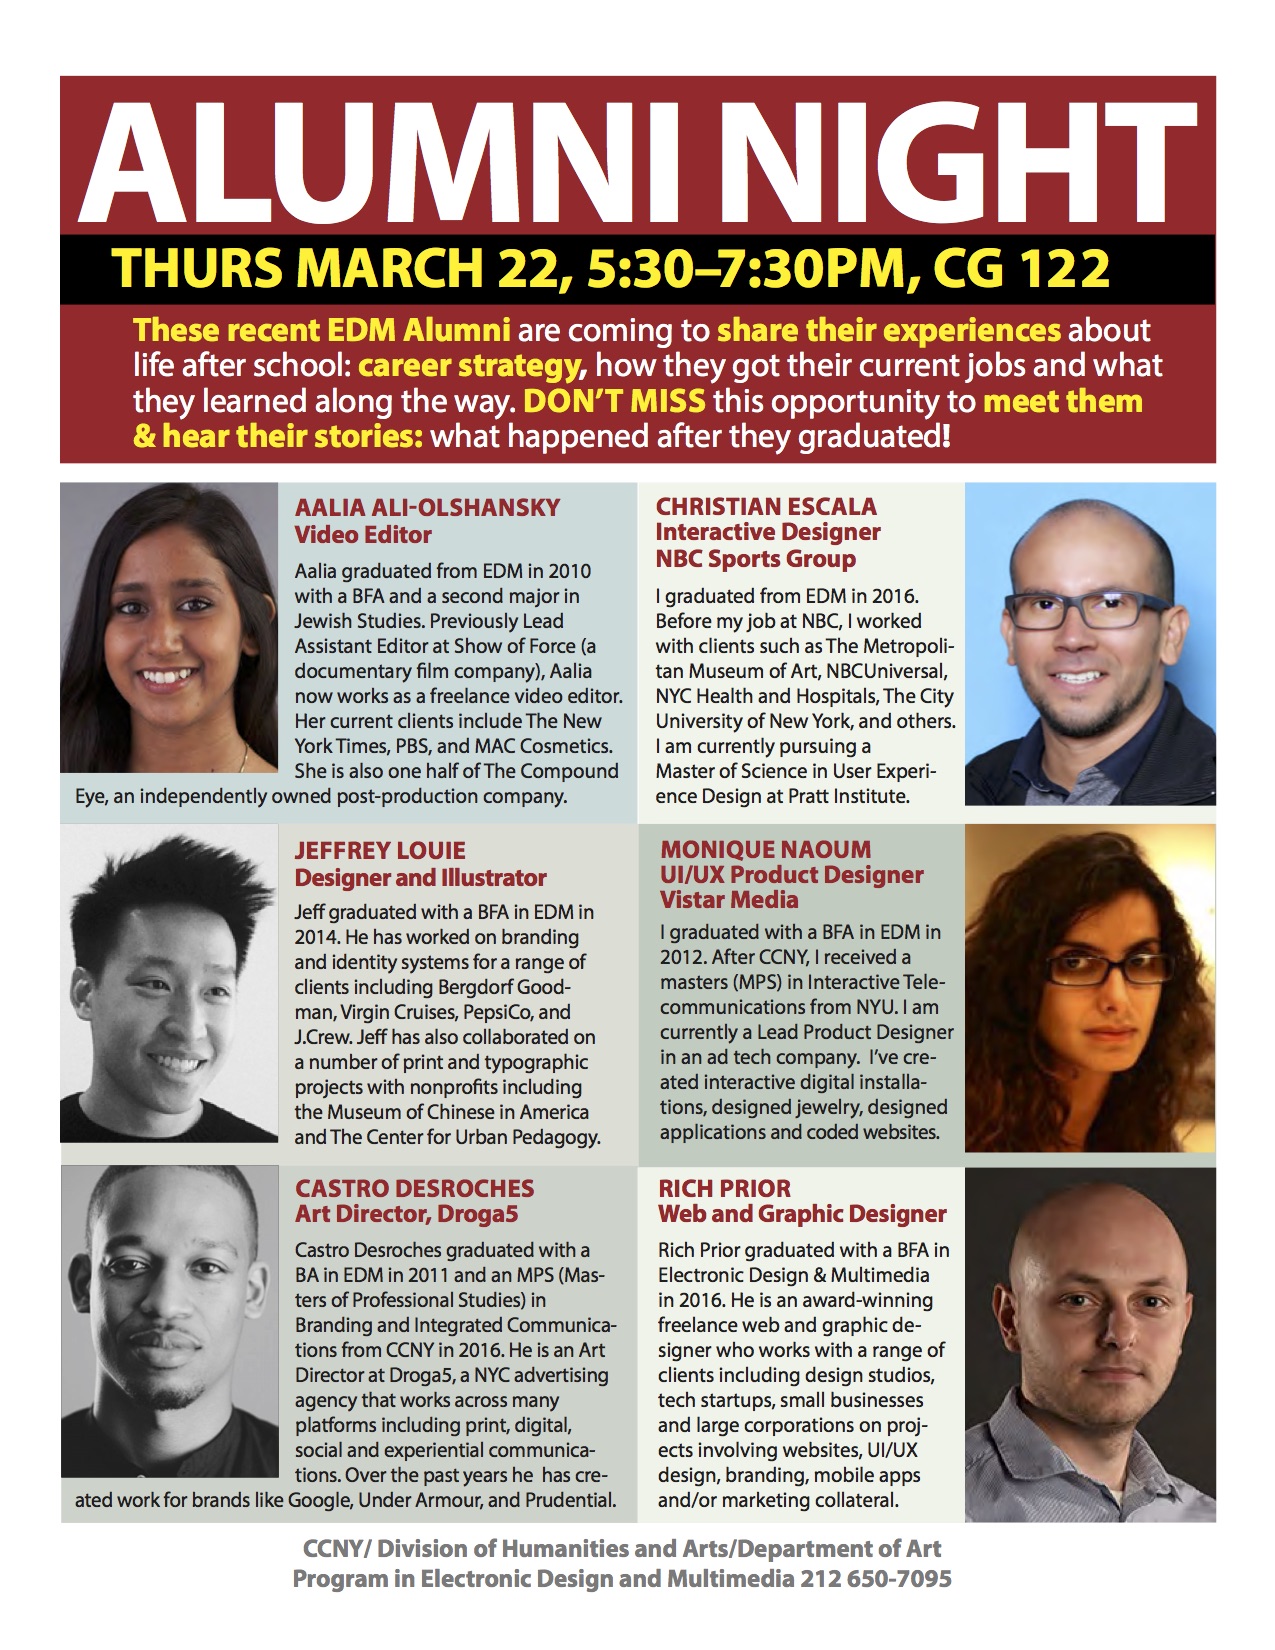 ALUMNI NIGHT
THURS MARCH 22, 5:30–7:30PM, CG 122
These recent EDM Alumni are coming to share their experiences about
life after school: career strategy, how they got their current jobs and what
they learned along the way. DON'T MISS this opportunity to meet them
& hear their stories: what happened after they graduated!
AALIA ALI-OLSHANSKY
Video Editor
Aalia graduated from EDM in 2010
with a BFA and a second major in
Jewish Studies. Previously Lead
Assistant Editor at Show of Force (a
documentary film company), Aalia
now works as a freelance video editor.
Her current clients include The New
York Times, PBS, and MAC Cosmetics.
She is also one half of The Compound
Eye, an independently owned post-production company.
CHRISTIAN ESCALA
Interactive Designer
NBC Sports Group
I graduated from EDM in 2016.
Before my job at NBC, I worked
with clients such as The Metropoli-
tan Museum of Art, NBCUniversal,
NYC Health and Hospitals, The City
University of New York, and others.
I am currently pursuing a
Master of Science in User Experi-
ence Design at Pratt Institute.
JEFFREY LOUIE
Designer and Illustrator
Jeff graduated with a BFA in EDM in
2014. He has worked on branding
and identity systems for a range of
clients including Bergdorf Good-
man, Virgin Cruises, PepsiCo, and
J.Crew. Jeff has also collaborated on
a number of print and typographic
projects with nonprofits including
the Museum of Chinese in America
and The Center for Urban Pedagogy.
MONIQUE NAOUM
UI/UX Product Designer
Vistar Media
I graduated with a BFA in EDM in
2012. After CCNY, I received a
masters (MPS) in Interactive Tele-
communications from NYU. I am
currently a Lead Product Designer
in an ad tech company. I've cre-
ated interactive digital installa-
tions, designed jewelry, designed
applications and coded websites.
CASTRO DESROCHES
Art Director, Droga5
Castro Desroches graduated with a
BA in EDM in 2011 and an MPS (Mas-
ters of Professional Studies) in
Branding and Integrated Communica-
tions from CCNY in 2016. He is an Art
Director at Droga5, a NYC advertising
agency that works across many
platforms including print, digital,
social and experiential communica-
tions. Over the past years he has cre-
ated work for brands like Google, Under Armour, and Prudential.
RICH PRIOR
Web and Graphic Designer
Rich Prior graduated with a BFA in
Electronic Design & Multimedia
in 2016. He is an award-winning
freelance web and graphic de-
signer who works with a range of
clients including design studios,
tech startups, small businesses
and large corporations on proj-
ects involving websites, UI/UX
design, branding, mobile apps
and/or marketing collateral.
CCNY/ Division of Humanities and Arts/Department of Art
Program in Electronic Design and Multimedia 212 650-7095